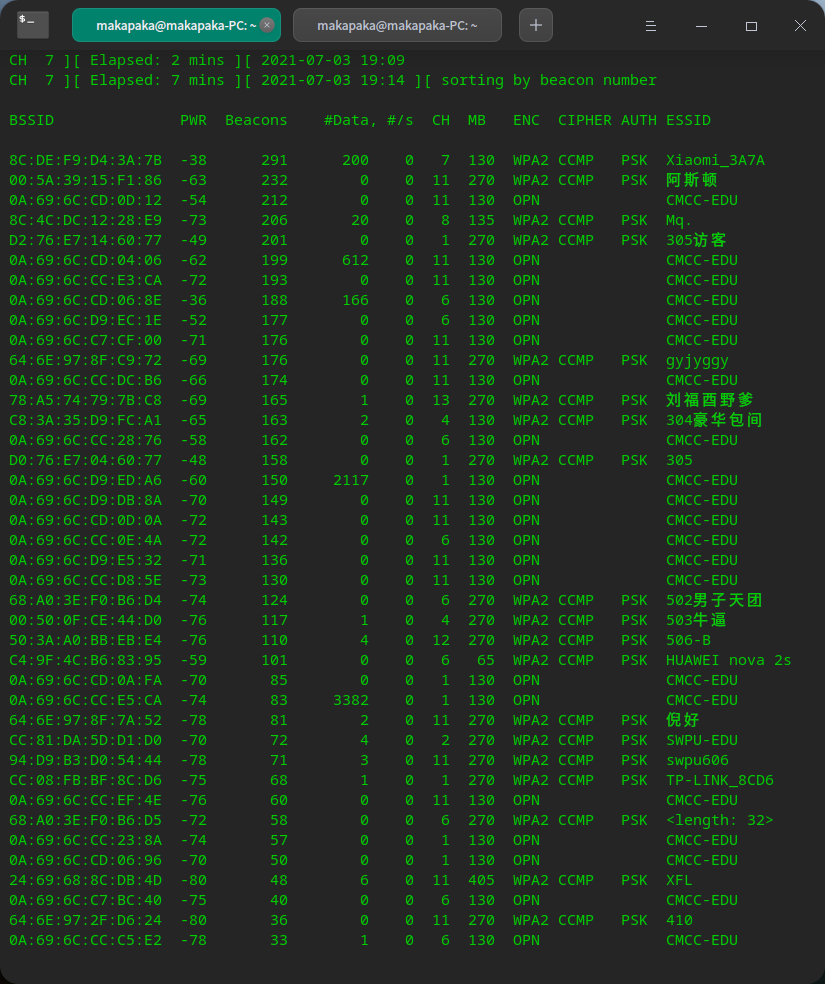 makapaka@makapaka-PC: ~ makapaka@makapaka-PC: ~
CH 7 ][ Elapsed: 2 mins ][ 2021-07-03 19:09
CH 7 ][ Elapsed: 7 mins ][ 2021-07-03 19:14 ][ sorting by beacon number
BSSID PWR Beacons #Data, #/s CH MB ENC CIPHER AUTH ESSID
8C:DE:F9:D4:3A:7B -38 291 200 0 7 130 WPA2 CCMP PSK Xiaomi_3A7A
00:5A:39:15:F1:86 -63 232 0 0 11 270 WPA2 CCMP PSK 阿斯顿
0A:69:6C:CD:0D:12 -54 212 0 0 11 130 OPN CMCC-EDU
8C:4C:DC:12:28:E9 -73 206 20 0 8 135 WPA2 CCMP PSK Mq.
D2:76:E7:14:60:77 -49 201 0 0 1 270 WPA2 CCMP PSK 305访客
0A:69:6C:CD:04:06 -62 199 612 0 11 130 OPN CMCC-EDU
0A:69:6C:CC:E3:CA -72 193 0 0 11 130 OPN CMCC-EDU
0A:69:6C:CD:06:8E -36 188 166 0 6 130 OPN CMCC-EDU
0A:69:6C:D9:EC:1E -52 177 0 0 6 130 OPN CMCC-EDU
0A:69:6C:C7:CF:00 -71 176 0 0 11 130 OPN CMCC-EDU
64:6E:97:8F:C9:72 -69 176 0 0 11 270 WPA2 CCMP PSK gyjyggy
0A:69:6C:CC:DC:B6 -66 174 0 0 11 130 OPN CMCC-EDU
78:A5:74:79:7B:C8 -69 165 1 0 13 270 WPA2 CCMP PSK 刘福酉野爹
C8:3A:35:D9:FC:A1 -65 163 2 0 4 130 WPA2 CCMP PSK 304豪华包间
0A:69:6C:CC:28:76 -58 162 0 0 6 130 OPN CMCC-EDU
D0:76:E7:04:60:77 -48 158 0 0 1 270 WPA2 CCMP PSK 305
0A:69:6C:D9:ED:A6 -60 150 2117 0 1 130 OPN CMCC-EDU
0A:69:6C:D9:DB:8A -70 149 0 0 11 130 OPN CMCC-EDU
0A:69:6C:CD:0D:0A -72 143 0 0 11 130 OPN CMCC-EDU
0A:69:6C:CC:0E:4A -72 142 0 0 6 130 OPN CMCC-EDU
0A:69:6C:D9:E5:32 -71 136 0 0 11 130 OPN CMCC-EDU
0A:69:6C:CC:D8:5E -73 130 0 0 11 130 OPN CMCC-EDU
68:A0:3E:F0:B6:D4 -74 124 0 0 6 270 WPA2 CCMP PSK 502男子天团
00:50:0F:CE:44:D0 -76 117 1 0 4 270 WPA2 CCMP PSK 503牛逼
50:3A:A0:BB:EB:E4 -76 110 4 0 12 270 WPA2 CCMP PSK 506-B
C4:9F:4C:B6:83:95 -59 101 0 0 6 65 WPA2 CCMP PSK HUAWEI nova 2s
0A:69:6C:CD:0A:FA -70 85 0 0 1 130 OPN CMCC-EDU
0A:69:6C:CC:E5:CA -74 83 3382 0 1 130 OPN CMCC-EDU
64:6E:97:8F:7A:52 -78 81 2 0 11 270 WPA2 CCMP PSK 倪好
CC:81:DA:5D:D1:D0 -70 72 4 0 2 270 WPA2 CCMP PSK SWPU-EDU
94:D9:B3:D0:54:44 -78 71 3 0 11 270 WPA2 CCMP PSK swpu606
CC:08:FB:BF:8C:D6 -75 68 1 0 1 270 WPA2 CCMP PSK TP-LINK_8CD6
0A:69:6C:CC:EF:4E -76 60 0 0 11 130 OPN CMCC-EDU
68:A0:3E:F0:B6:D5 -72 58 0 0 6 270 WPA2 CCMP PSK <length: 32>
0A:69:6C:CC:23:8A -74 57 0 0 1 130 OPN CMCC-EDU
0A:69:6C:CD:06:96 -70 50 0 0 1 130 OPN CMCC-EDU
24:69:68:8C:DB:4D -80 48 6 0 11 405 WPA2 CCMP PSK XFL
0A:69:6C:C7:BC:40 -75 40 0 0 6 130 OPN CMCC-EDU
64:6E:97:2F:D6:24 -80 36 0 0 11 270 WPA2 CCMP PSK 410
0A:69:6C:CC:C5:E2 -78 33 1 0 6 130 OPN CMCC-EDU